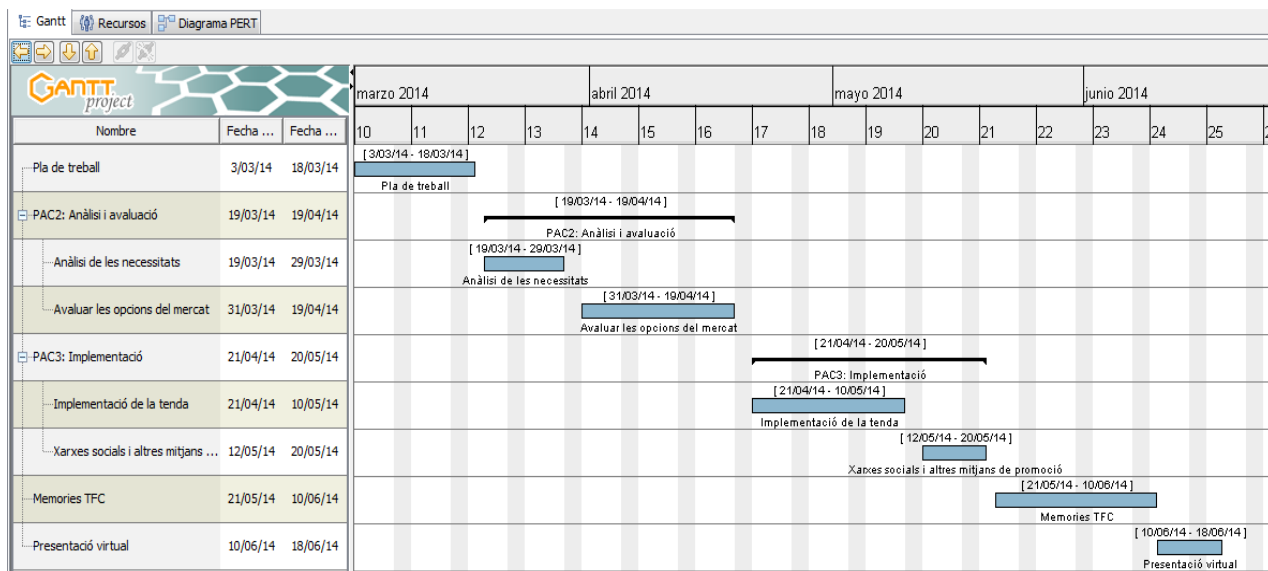 Gantt Recursos Diagrama PERT
GANTT project
marzo 2014 abril 2014 mayo 2014 junio 2014
Nombre Fecha ... Fecha ... 10 11 12 13 14 15 16 17 18 19 20 21 22 23 24 25
Pla de treball 3/03/14 18/03/14
[ 3/03/14 - 18/03/14 ]
Pla de treball
PAC2: Anàlisi i avaluació 19/03/14 19/04/14
[ 19/03/14 - 19/04/14 ]
PAC2: Anàlisi i avaluació
Anàlisi de les necessitats 19/03/14 29/03/14
[ 19/03/14 - 29/03/14 ]
Anàlisi de les necessitats
Avaluar les opcions del mercat 31/03/14 19/04/14
[ 31/03/14 - 19/04/14 ]
Avaluar les opcions del mercat
PAC3: Implementació 21/04/14 20/05/14
[ 21/04/14 - 20/05/14 ]
PAC3: Implementació
Implementació de la tenda 21/04/14 10/05/14
[ 21/04/14 - 10/05/14 ]
Implementació de la tenda
Xarxes socials i altres mitjans ... 12/05/14 20/05/14
[ 12/05/14 - 20/05/14 ]
Xarxes socials i altres mitjans de promoció
Memories TFC 21/05/14 10/06/14
[ 21/05/14 - 10/06/14 ]
Memories TFC
Presentació virtual 10/06/14 18/06/14
[ 10/06/14 - 18/06/14 ]
Presentació virtual